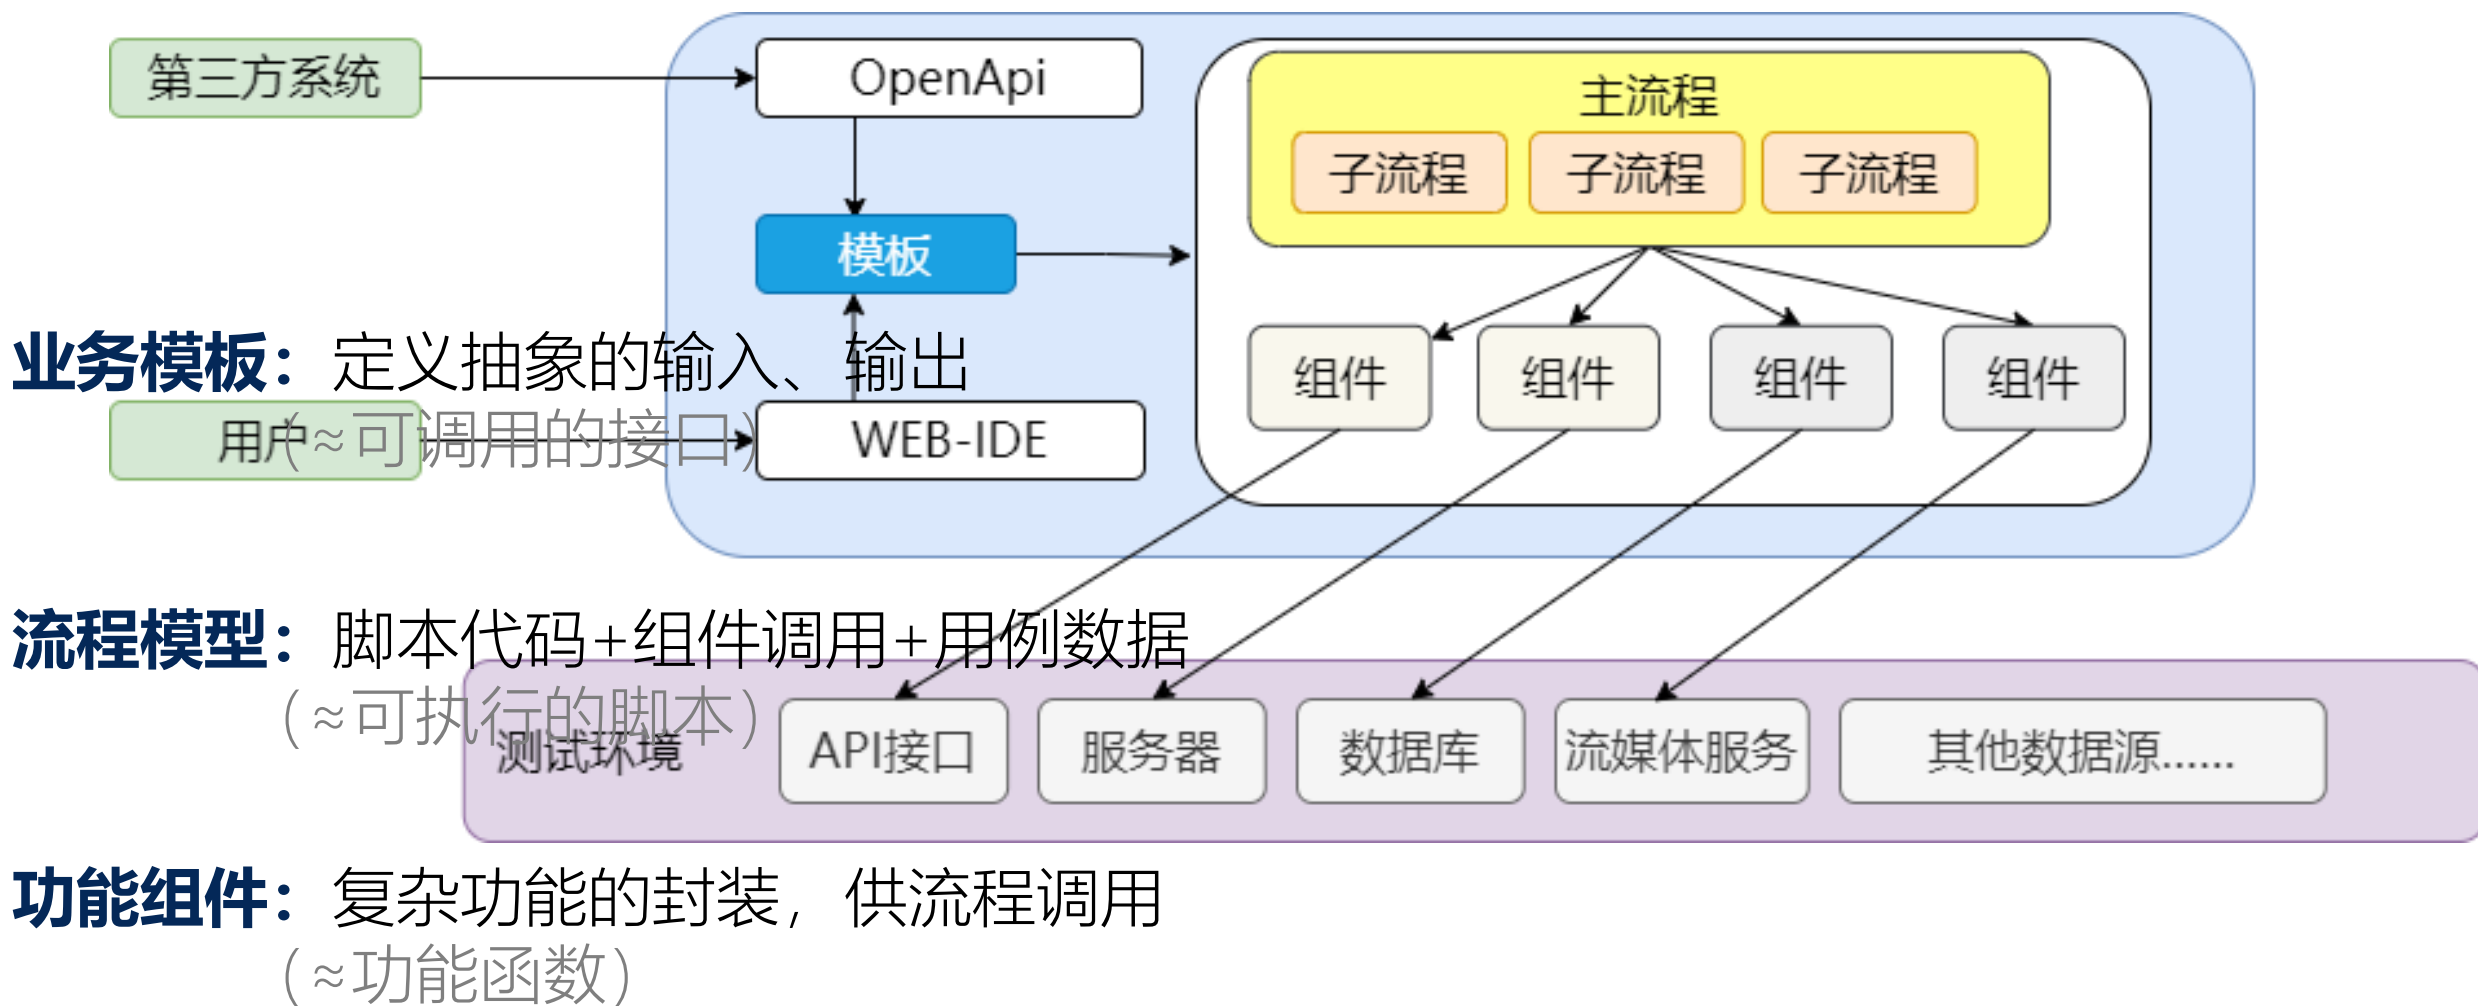 第三方系统
OpenApi
主流程
子流程 子流程 子流程
模板
业务模板：定义抽象的输入、输出
（≈可调用的接口）
用户
WEB-IDE
组件 组件 组件 组件
流程模型：脚本代码+组件调用+用例数据
（≈可执行的脚本）
测试环境
API接口 服务器 数据库 流媒体服务 其他数据源......
功能组件：复杂功能的封装，供流程调用
（≈功能函数）